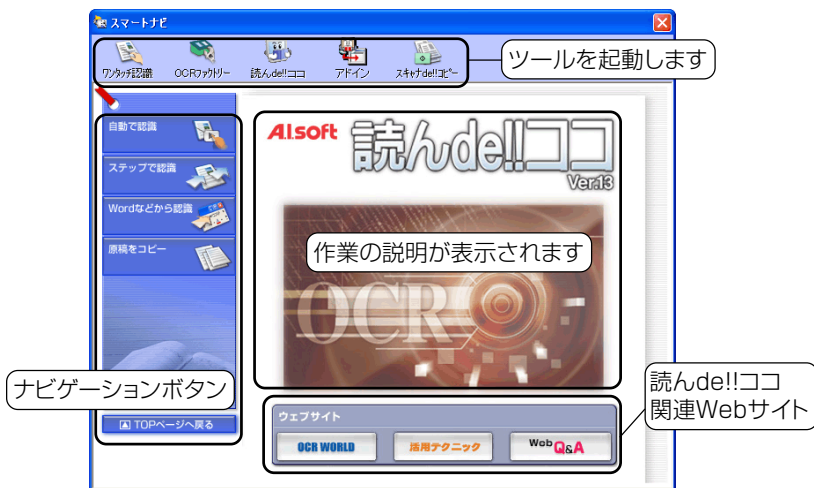 スマートナビ
ワンタッチ認識 OCRファクトリー 読んde!!ココ アドイン スキャナde!!コピー
ツールを起動します
自動で認識
ステップで認識
Wordなどから認識
原稿をコピー
ナビゲーションボタン
TOPページへ戻る
A.I.soft
読んde!!ココ
Ver.13
作業の説明が表示されます
OCR
ウェブサイト
OCR WORLD 活用テクニック Web Q&A
読んde!!ココ
関連Webサイト